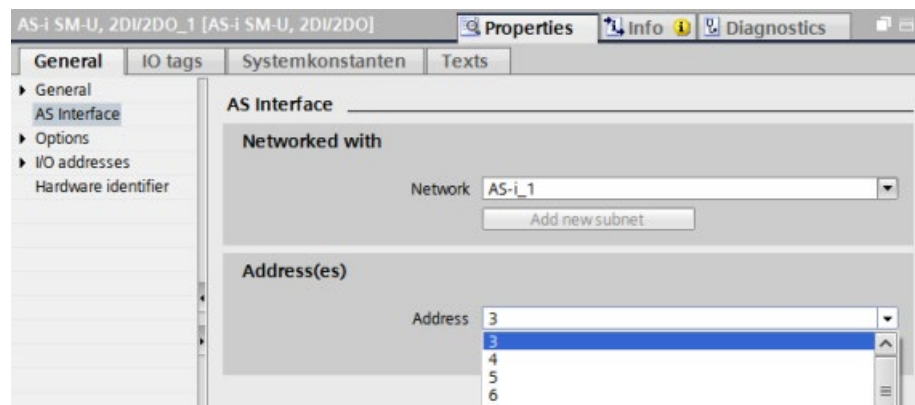 AS-i SM-U, 2DI/2DO_1 [AS-i SM-U, 2DI/2DO]
Properties
Info
Diagnostics
General
IO tags
Systemkonstanten
Texts
General
AS Interface
Options
I/O addresses
Hardware identifier
AS Interface
Networked with
Network AS-i_1
Add new subnet
Address(es)
Address 3
3
4
5
6